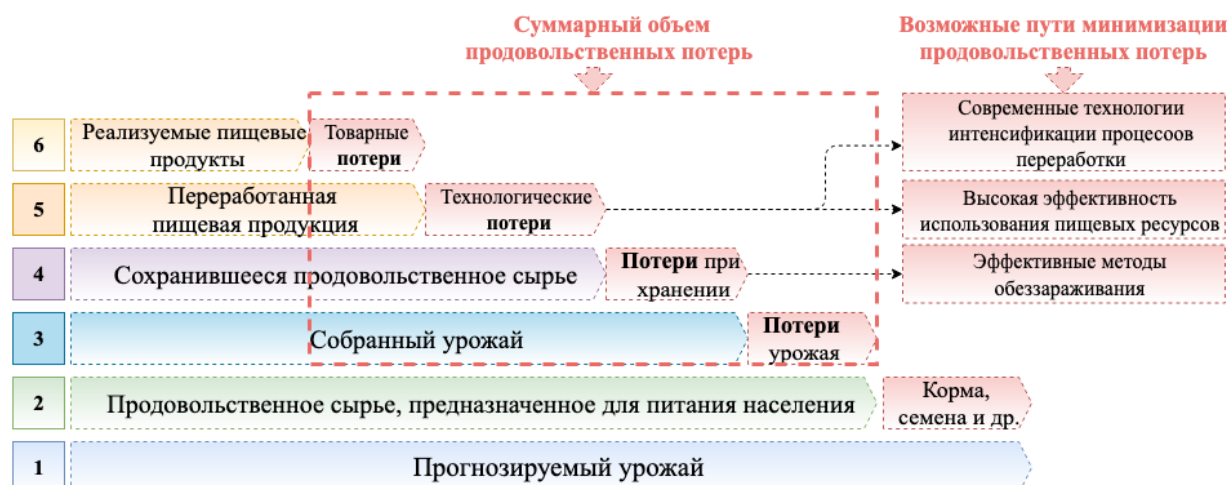 Суммарный объем
продовольственных потерь
Возможные пути минимизации
продовольственных потерь
6
Реализуемые пищевые
продукты
Товарные
потери
Современные технологии
интенсификации процесоов
переработки
5
Переработанная
пищевая продукция
Технологические
потери
Высокая эффективность
использования пищевых ресурсов
4
Сохранившееся продовольственное сырье
Потери при
хранении
Эффективные методы
обеззараживания
3
Собранный урожай
Потери
урожая
2
Продовольственное сырье, предназначенное для питания населения
Корма,
семена и др.
1
Прогнозируемый урожай